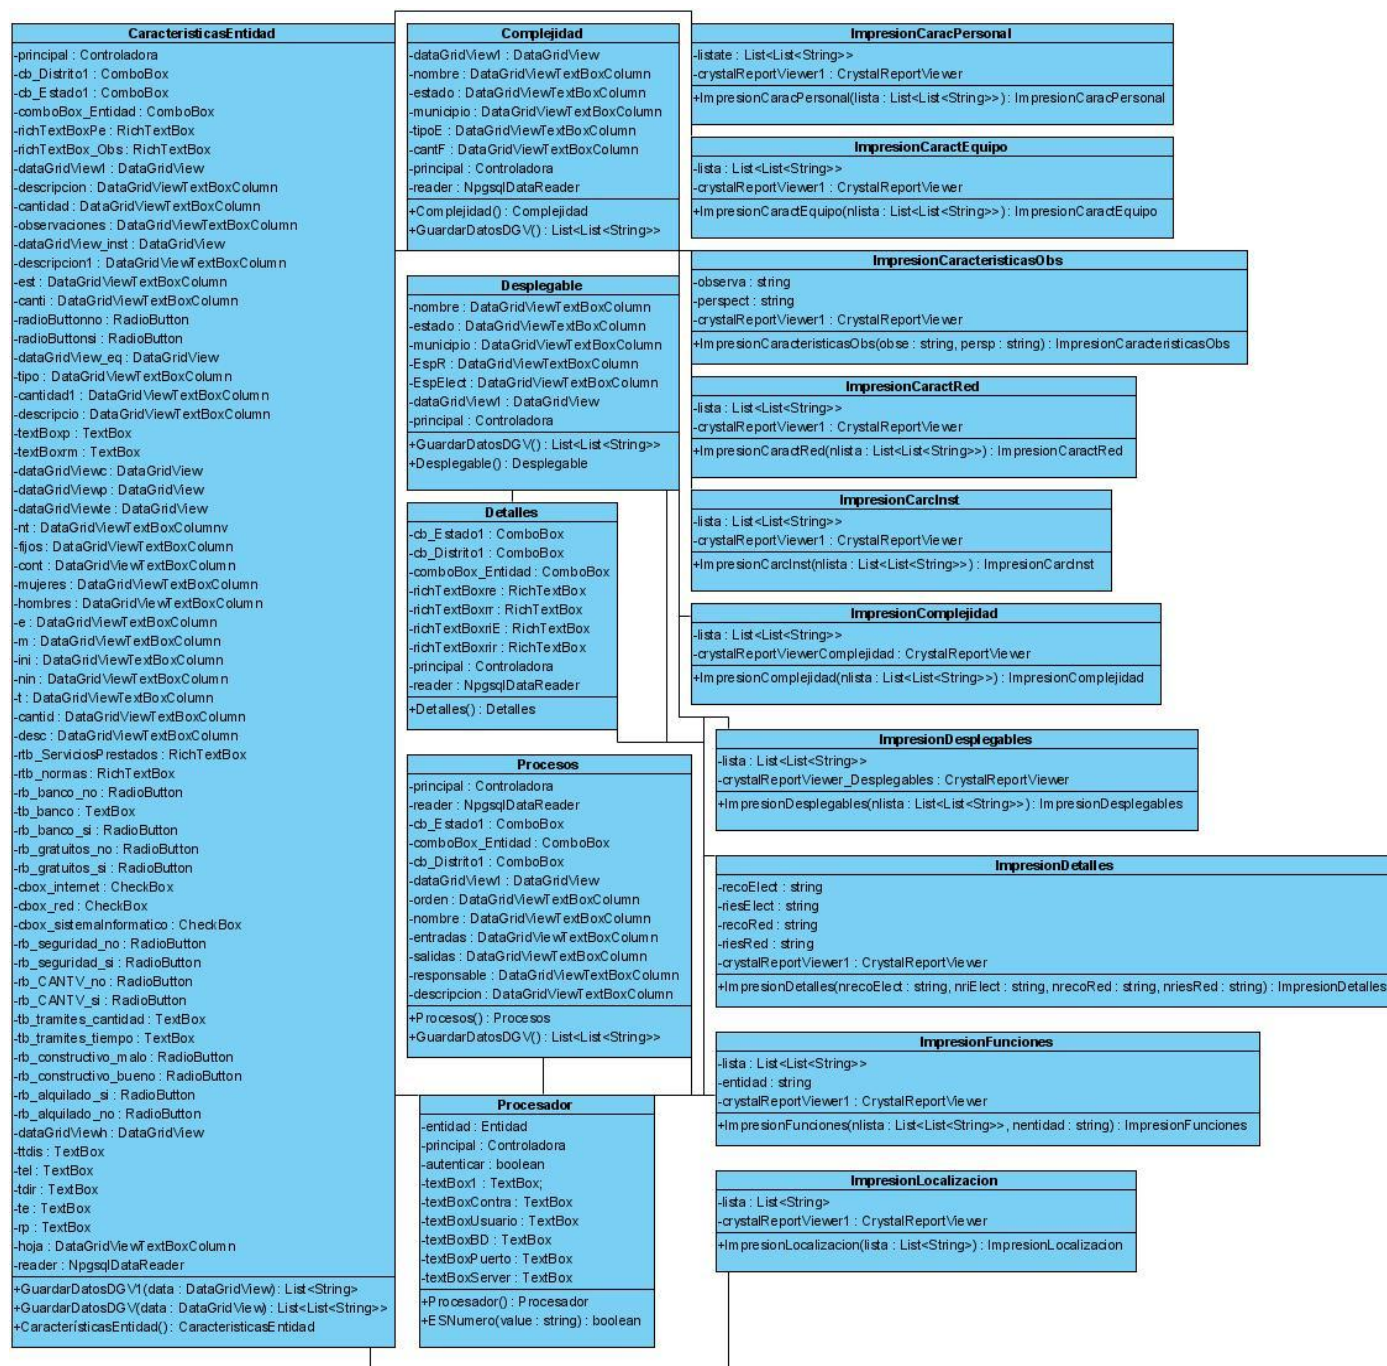 CaracteristicasEntidad
-principal : Controladora
-cb_Distrito1 : ComboBox
-cb_Estado1 : ComboBox
-comboBox_Entidad : ComboBox
-richTextBoxPe : RichTextBox
-richTextBox_Obs : RichTextBox
-dataGridView1 : DataGridView
-descripcion : DataGridViewTextBoxColumn
-cantidad : DataGridViewTextBoxColumn
-observaciones : DataGridViewTextBoxColumn
-dataGridView_inst : DataGridView
-descripcion1 : DataGridViewTextBoxColumn
-est : DataGridViewTextBoxColumn
-canti : DataGridViewTextBoxColumn
-radioButtonno : RadioButton
-radioButtonsi : RadioButton
-dataGridView_eq : DataGridView
-tipo : DataGridViewTextBoxColumn
-cantidad1 : DataGridViewTextBoxColumn
-descripcio : DataGridViewTextBoxColumn
-textBoxp : TextBox
-textBoxrm : TextBox
-dataGridViewc : DataGridView
-dataGridViewp : DataGridView
-dataGridViewte : DataGridView
-nt : DataGridViewTextBoxColumnv
-fijos : DataGridViewTextBoxColumn
-cont : DataGridViewTextBoxColumn
-mujeres : DataGridViewTextBoxColumn
-hombres : DataGridViewTextBoxColumn
-e : DataGridViewTextBoxColumn
-m : DataGridViewTextBoxColumn
-ini : DataGridViewTextBoxColumn
-nin : DataGridViewTextBoxColumn
-t : DataGridViewTextBoxColumn
-cantid : DataGridViewTextBoxColumn
-desc : DataGridViewTextBoxColumn
-rtb_ServiciosPrestados : RichTextBox
-rtb_normas : RichTextBox
-rb_banco_no : RadioButton
-tb_banco : TextBox
-rb_banco_si : RadioButton
-rb_gratuitos_no : RadioButton
-rb_gratuitos_si : RadioButton
-cbox_internet : CheckBox
-cbox_red : CheckBox
-cbox_sistemaInformatico : CheckBox
-rb_seguridad_no : RadioButton
-rb_seguridad_si : RadioButton
-rb_CANTV_no : RadioButton
-rb_CANTV_si : RadioButton
-tb_tramites_cantidad : TextBox
-tb_tramites_tiempo : TextBox
-rb_constructivo_malo : RadioButton
-rb_constructivo_bueno : RadioButton
-rb_alquilado_si : RadioButton
-rb_alquilado_no : RadioButton
-dataGridViewh : DataGridView
-ttdis : TextBox
-tel : TextBox
-tdir : TextBox
-te : TextBox
-rp : TextBox
-hoja : DataGridViewTextBoxColumn
-reader : NpgsqlDataReader
+GuardarDatosDGV1(data : DataGridView) : List<String>
+GuardarDatosDGV(data : DataGridView) : List<List<String>>
+CaracterísticasEntidad() : CaracteristicasEntidad
Complejidad
-dataGridView1 : DataGridView
-nombre : DataGridViewTextBoxColumn
-estado : DataGridViewTextBoxColumn
-municipio : DataGridViewTextBoxColumn
-tipoE : DataGridViewTextBoxColumn
-cantF : DataGridViewTextBoxColumn
-principal : Controladora
-reader : NpgsqlDataReader
+Complejidad() : Complejidad
+GuardarDatosDGV() : List<List<String>>
Desplegable
-nombre : DataGridViewTextBoxColumn
-estado : DataGridViewTextBoxColumn
-municipio : DataGridViewTextBoxColumn
-EspR : DataGridViewTextBoxColumn
-EspElect : DataGridViewTextBoxColumn
-dataGridView1 : DataGridView
-principal : Controladora
+GuardarDatosDGV() : List<List<String>>
+Desplegable() : Desplegable
Detalles
-cb_Estado1 : ComboBox
-cb_Distrito1 : ComboBox
-comboBox_Entidad : ComboBox
-richTextBoxre : RichTextBox
-richTextBoxrr : RichTextBox
-richTextBoxriE : RichTextBox
-richTextBoxrir : RichTextBox
-principal : Controladora
-reader : NpgsqlDataReader
+Detalles() : Detalles
Procesos
-principal : Controladora
-reader : NpgsqlDataReader
-cb_Estado1 : ComboBox
-comboBox_Entidad : ComboBox
-cb_Distrito1 : ComboBox
-dataGridView1 : DataGridView
-orden : DataGridViewTextBoxColumn
-nombre : DataGridViewTextBoxColumn
-entradas : DataGridViewTextBoxColumn
-salidas : DataGridViewTextBoxColumn
-responsable : DataGridViewTextBoxColumn
-descripcion : DataGridViewTextBoxColumn
+Procesos() : Procesos
+GuardarDatosDGV() : List<List<String>>
Procesador
-entidad : Entidad
-principal : Controladora
-autenticar : boolean
-textBox1 : TextBox;
-textBoxContra : TextBox
-textBoxUsuario : TextBox
-textBoxBD : TextBox
-textBoxPuerto : TextBox
-textBoxServer : TextBox
+Procesador() : Procesador
+ESNumero(value : string) : boolean
ImpresionCaracPersonal
-listate : List<List<String>>
-crystalReportViewer1 : CrystalReportViewer
+ImpresionCaracPersonal(lista : List<List<String>>) : ImpresionCaracPersonal
ImpresionCaractEquipo
-lista : List<List<String>>
-crystalReportViewer1 : CrystalReportViewer
+ImpresionCaractEquipo(nlista : List<List<String>>) : ImpresionCaractEquipo
ImpresionCaracteristicasObs
-observa : string
-perspect : string
-crystalReportViewer1 : CrystalReportViewer
+ImpresionCaracteristicasObs(obse : string, persp : string) : ImpresionCaracteristicasObs
ImpresionCaractRed
-lista : List<List<String>>
-crystalReportViewer1 : CrystalReportViewer
+ImpresionCaractRed(nlista : List<List<String>>) : ImpresionCaractRed
ImpresionCarcInst
-lista : List<List<String>>
-crystalReportViewer1 : CrystalReportViewer
+ImpresionCarcInst(nlista : List<List<String>>) : ImpresionCarcInst
ImpresionComplejidad
-lista : List<List<String>>
-crystalReportViewerComplejidad : CrystalReportViewer
+ImpresionComplejidad(nlista : List<List<String>>) : ImpresionComplejidad
ImpresionDesplegables
-lista : List<List<String>>
-crystalReportViewer_Desplegables : CrystalReportViewer
+ImpresionDesplegables(nlista : List<List<String>>) : ImpresionDesplegables
ImpresionDetalles
-recoElect : string
-riesElect : string
-recoRed : string
-riesRed : string
-crystalReportViewer1 : CrystalReportViewer
+ImpresionDetalles(nrecoElect : string, nriElect : string, nrecoRed : string, nriesRed : string) : ImpresionDetalles
ImpresionFunciones
-lista : List<List<String>>
-entidad : string
-crystalReportViewer1 : CrystalReportViewer
+ImpresionFunciones(nlista : List<List<String>>, nentidad : string) : ImpresionFunciones
ImpresionLocalizacion
-lista : List<String>
-crystalReportViewer1 : CrystalReportViewer
+ImpresionLocalizacion(lista : List<String>) : ImpresionLocalizacion